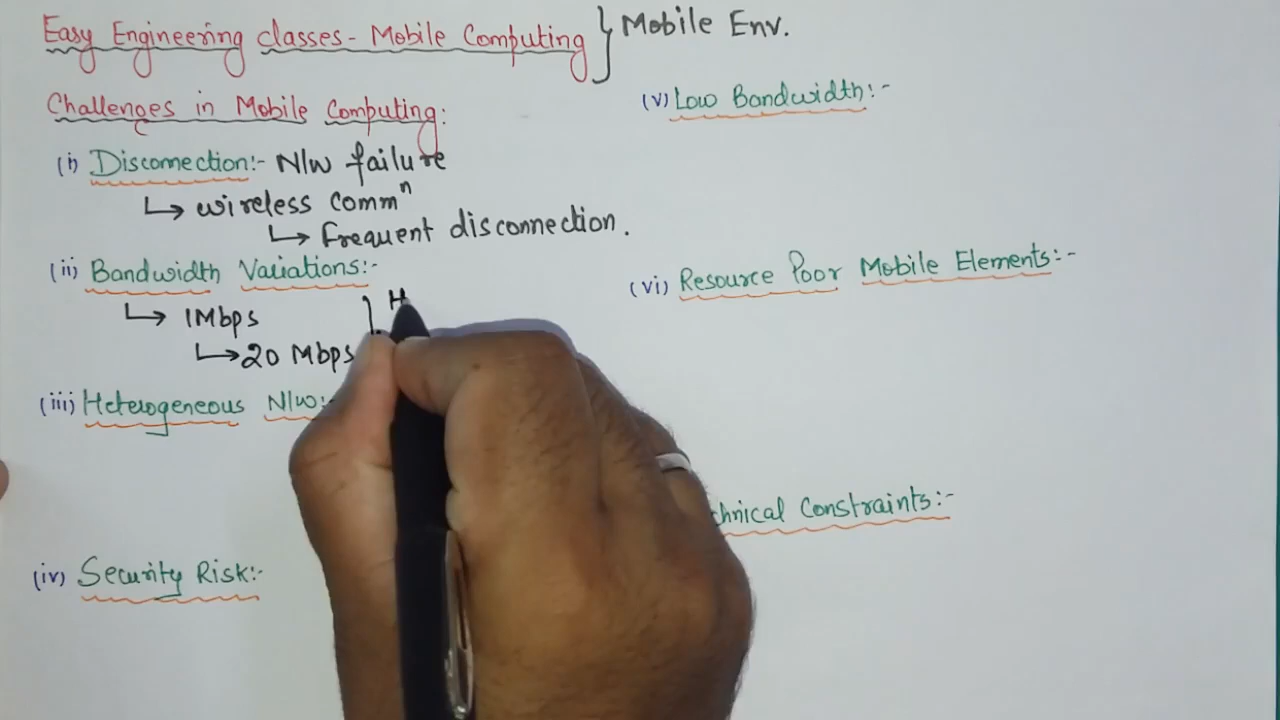 Easy Engineering classes - Mobile Computing } Mobile Env.
Challenges in Mobile Computing:
(i) Disconnection:- N/w failure
↳ wireless commⁿ
↳ Frequent disconnection.
(ii) Bandwidth Variations:-
↳ 1Mbps
↳ 20 Mbps
(iii) Heterogeneous N/w:-
(iv) Security Risk:-
(v) Low Bandwidth:-
(vi) Resource Poor Mobile Elements:-
Constraints:-